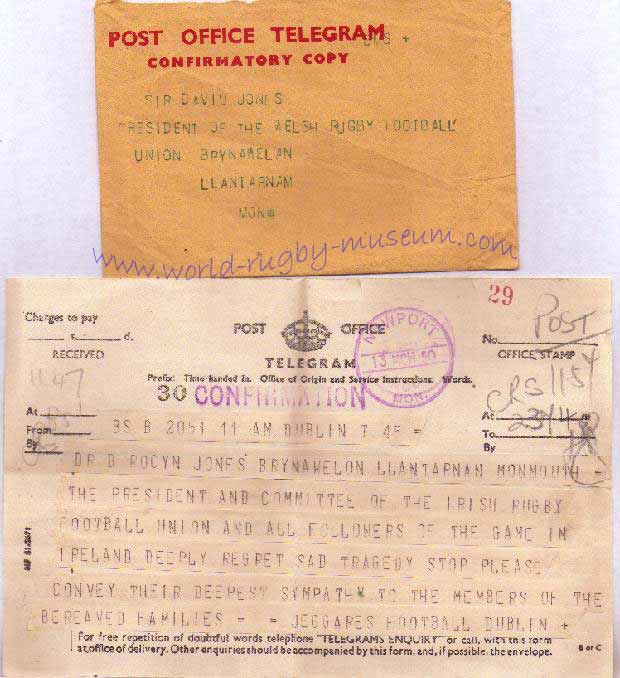 POST OFFICE TELEGRAM
CONFIRMATORY COPY
SIR DAVID JONES
PRESIDENT OF THE WELSH RUGBY FOOTBALL
UNION BRYNAWELAN
LLANTARNAM
MON
www.world-rugby-museum.com
29
Charges to pay
s. d.
RECEIVED
POST OFFICE
TELEGRAM
Prefix. Time handed in. Office of Origin and Service Instructions. Words.
No.
POST
OFFICE STAMP
NEWPORT
MON.
30 CONFIRMATION
1147
CRS 1154
At
From
By
At
To
By
BS B 2051 11 AM DUBLIN T 45 =
DR D ROCYN JONES BRYNAWELON LLANTARNAN MONMOUTH =
THE PRESIDENT AND COMMITTEE OF THE IRISH RUGBY
FOOTBALL UNION AND ALL FOLLOWERS OF THE GAME IN
IRELAND DEEPLY REGRET SAD TRAGEDY STOP PLEASE
CONVEY THEIR DEEPEST SYMPATHY TO THE MEMBERS OF THE
BEREAVED FAMILIES = = JEGGARES FOOTBALL DUBLIN +
For free repetition of doubtful words telephone "TELEGRAMS ENQUIRY" or call, with this form
at office of delivery. Other enquiries should be accompanied by this form, and, if possible, the envelope.
B or C